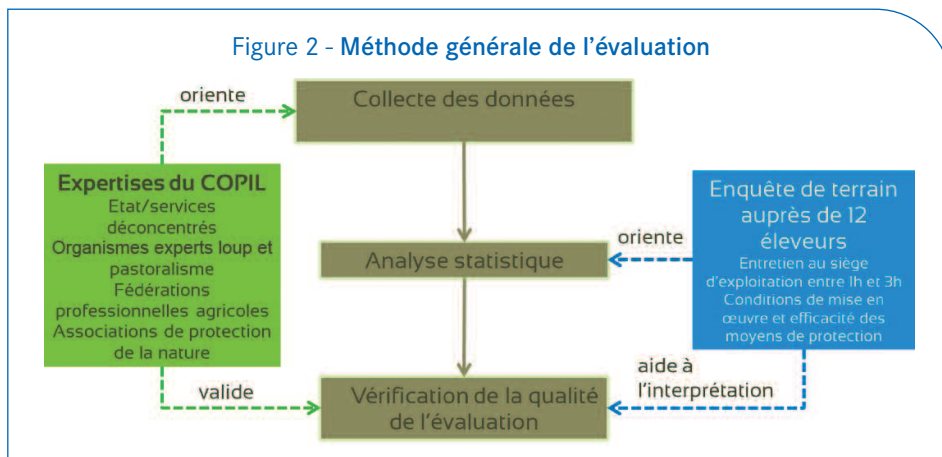 Figure 2 - Méthode générale de l'évaluation
oriente
Collecte des données
Expertises du COPIL
Etat/services
déconcentrés
Organismes experts loup et
pastoralisme
Fédérations
professionnelles agricoles
Associations de protection
de la nature
Analyse statistique
oriente
Enquête de terrain
auprès de 12
éleveurs
Entretien au siège
d'exploitation entre 1h et 3h
Conditions de mise en
œuvre et efficacité des
moyens de protection
valide
Vérification de la qualité
de l'évaluation
aide à
l'interprétation